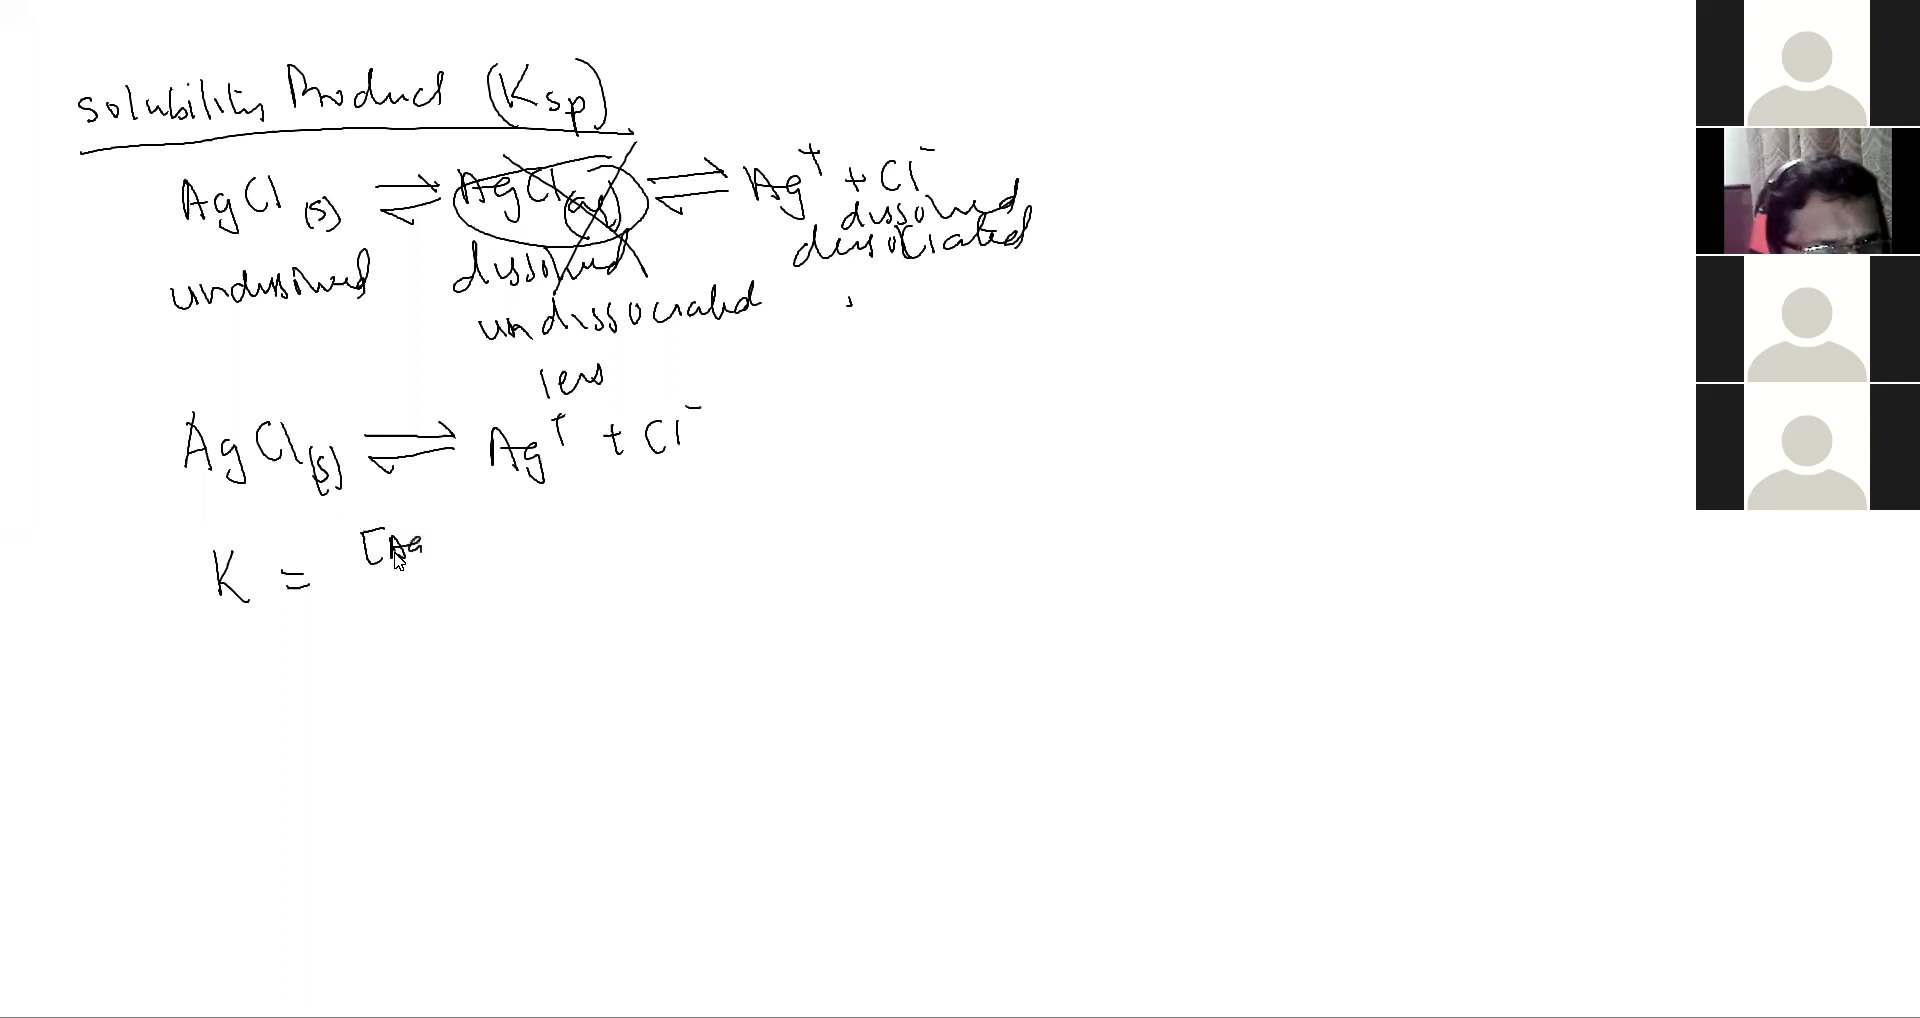 solubility Product (Ksp)
AgCl (s) ⇌ AgCl aq ⇌ Ag⁺ + Cl⁻
undissolved dissolved dissolved
undissociated dissociated
less
AgCl (s) ⇌ Ag⁺ + Cl⁻
K = [Ag